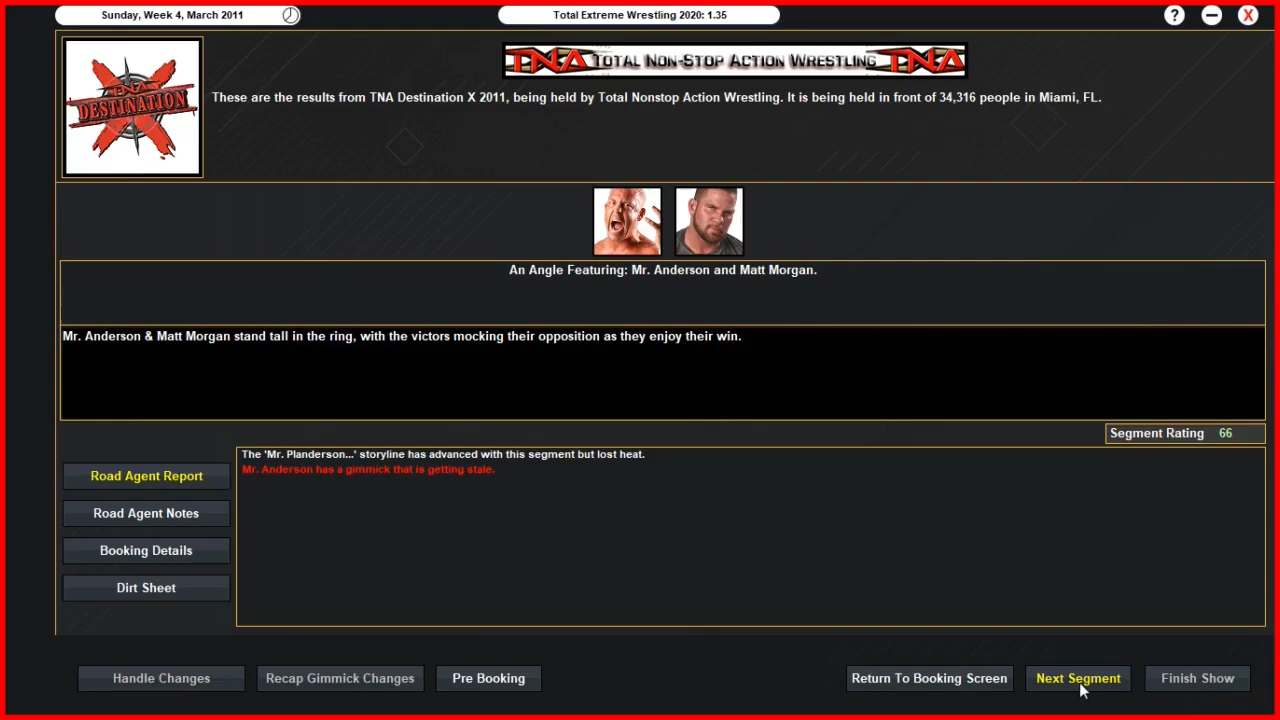 Sunday, Week 4, March 2011
Total Extreme Wrestling 2020: 1.35
? X
TNA TOTAL NON-STOP ACTION WRESTLING TNA
TNA
DESTINATION
X
These are the results from TNA Destination X 2011, being held by Total Nonstop Action Wrestling. It is being held in front of 34,316 people in Miami, FL.
An Angle Featuring: Mr. Anderson and Matt Morgan.
Mr. Anderson & Matt Morgan stand tall in the ring, with the victors mocking their opposition as they enjoy their win.
Segment Rating 66
The 'Mr. Planderson...' storyline has advanced with this segment but lost heat.
Mr. Anderson has a gimmick that is getting stale.
Road Agent Report
Road Agent Notes
Booking Details
Dirt Sheet
Handle Changes Recap Gimmick Changes Pre Booking Return To Booking Screen Next Segment Finish Show